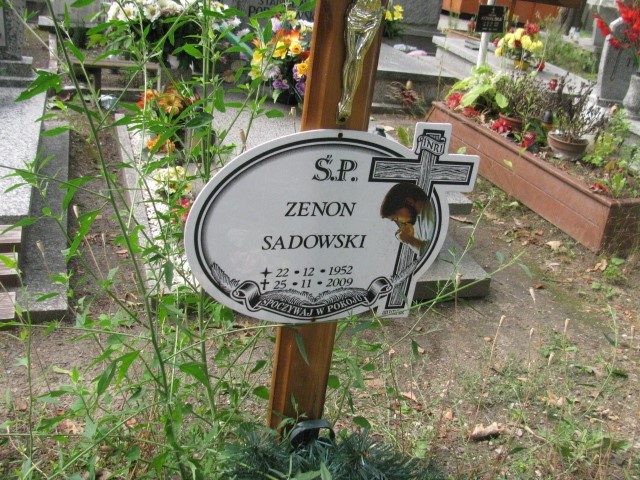 Ś.P.
INRI
ZENON
SADOWSKI
22 • 12 • 1952
25 • 11 • 2009
SPOCZYWAJ W POKOJU